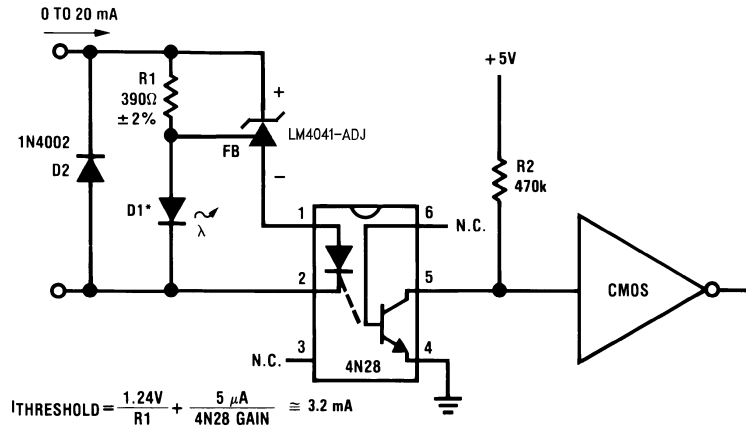 0 TO 20 mA
R1
390Ω
±2%
+
LM4041-ADJ
FB
−
1N4002
D2
D1*
λ
+5V
R2
470k
1
6
N.C.
2
5
CMOS
3
N.C.
4
4N28
ITHRESHOLD = 1.24V / R1 + 5 μA / 4N28 GAIN ≅ 3.2 mA